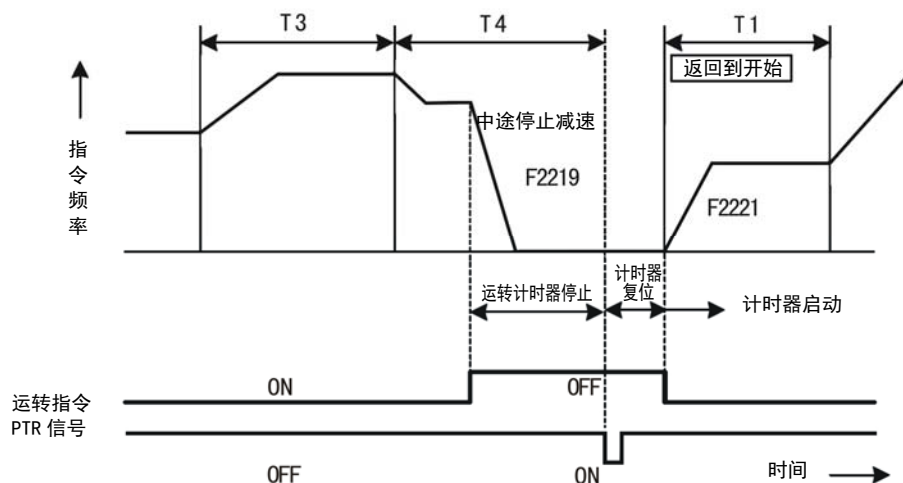 T3
T4
T1
返回到开始
中途停止减速
指令频率
F2219
F2221
运转计时器停止
计时器
复位
计时器启动
ON
OFF
运转指令
PTR 信号
OFF
ON
时间